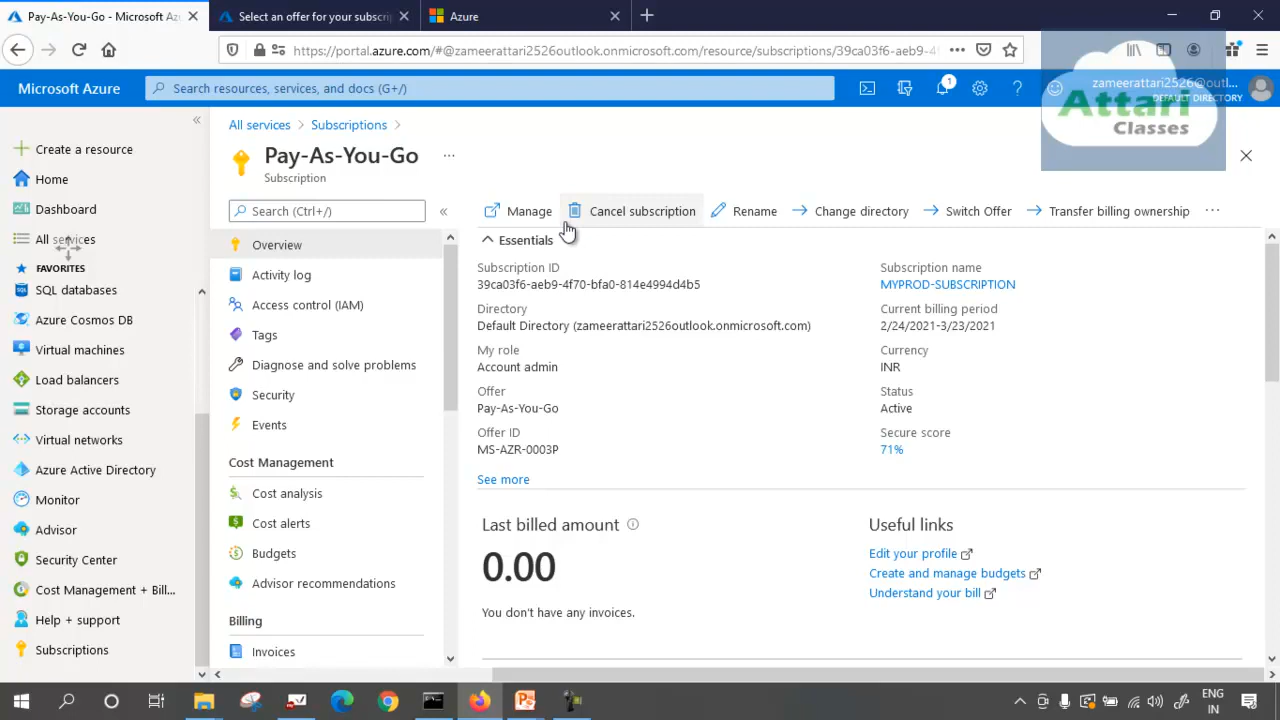 Pay-As-You-Go - Microsoft Az
Select an offer for your subscrip
Azure
https://portal.azure.com/#@zameerattari2526outlook.onmicrosoft.com/resource/subscriptions/39ca03f6-aeb9-4f
Microsoft Azure
Search resources, services, and docs (G+/)
1
zameerattari2526@outl...
DEFAULT DIRECTORY
Attari
Classes
Create a resource
Home
Dashboard
All services
FAVORITES
SQL databases
Azure Cosmos DB
Virtual machines
Load balancers
Storage accounts
Virtual networks
Azure Active Directory
Monitor
Advisor
Security Center
Cost Management + Bill...
Help + support
Subscriptions
All services > Subscriptions >
Pay-As-You-Go ...
Subscription
Search (Ctrl+/)
Overview
Activity log
Access control (IAM)
Tags
Diagnose and solve problems
Security
Events
Cost Management
Cost analysis
Cost alerts
Budgets
Advisor recommendations
Billing
Invoices
Manage Cancel subscription Rename Change directory Switch Offer Transfer billing ownership ...
Essentials
Subscription ID
39ca03f6-aeb9-4f70-bfa0-814e4994d4b5
Directory
Default Directory (zameerattari2526outlook.onmicrosoft.com)
My role
Account admin
Offer
Pay-As-You-Go
Offer ID
MS-AZR-0003P
See more
Subscription name
MYPROD-SUBSCRIPTION
Current billing period
2/24/2021-3/23/2021
Currency
INR
Status
Active
Secure score
71%
Last billed amount
0.00
You don't have any invoices.
Useful links
Edit your profile
Create and manage budgets
Understand your bill
ENG
IN